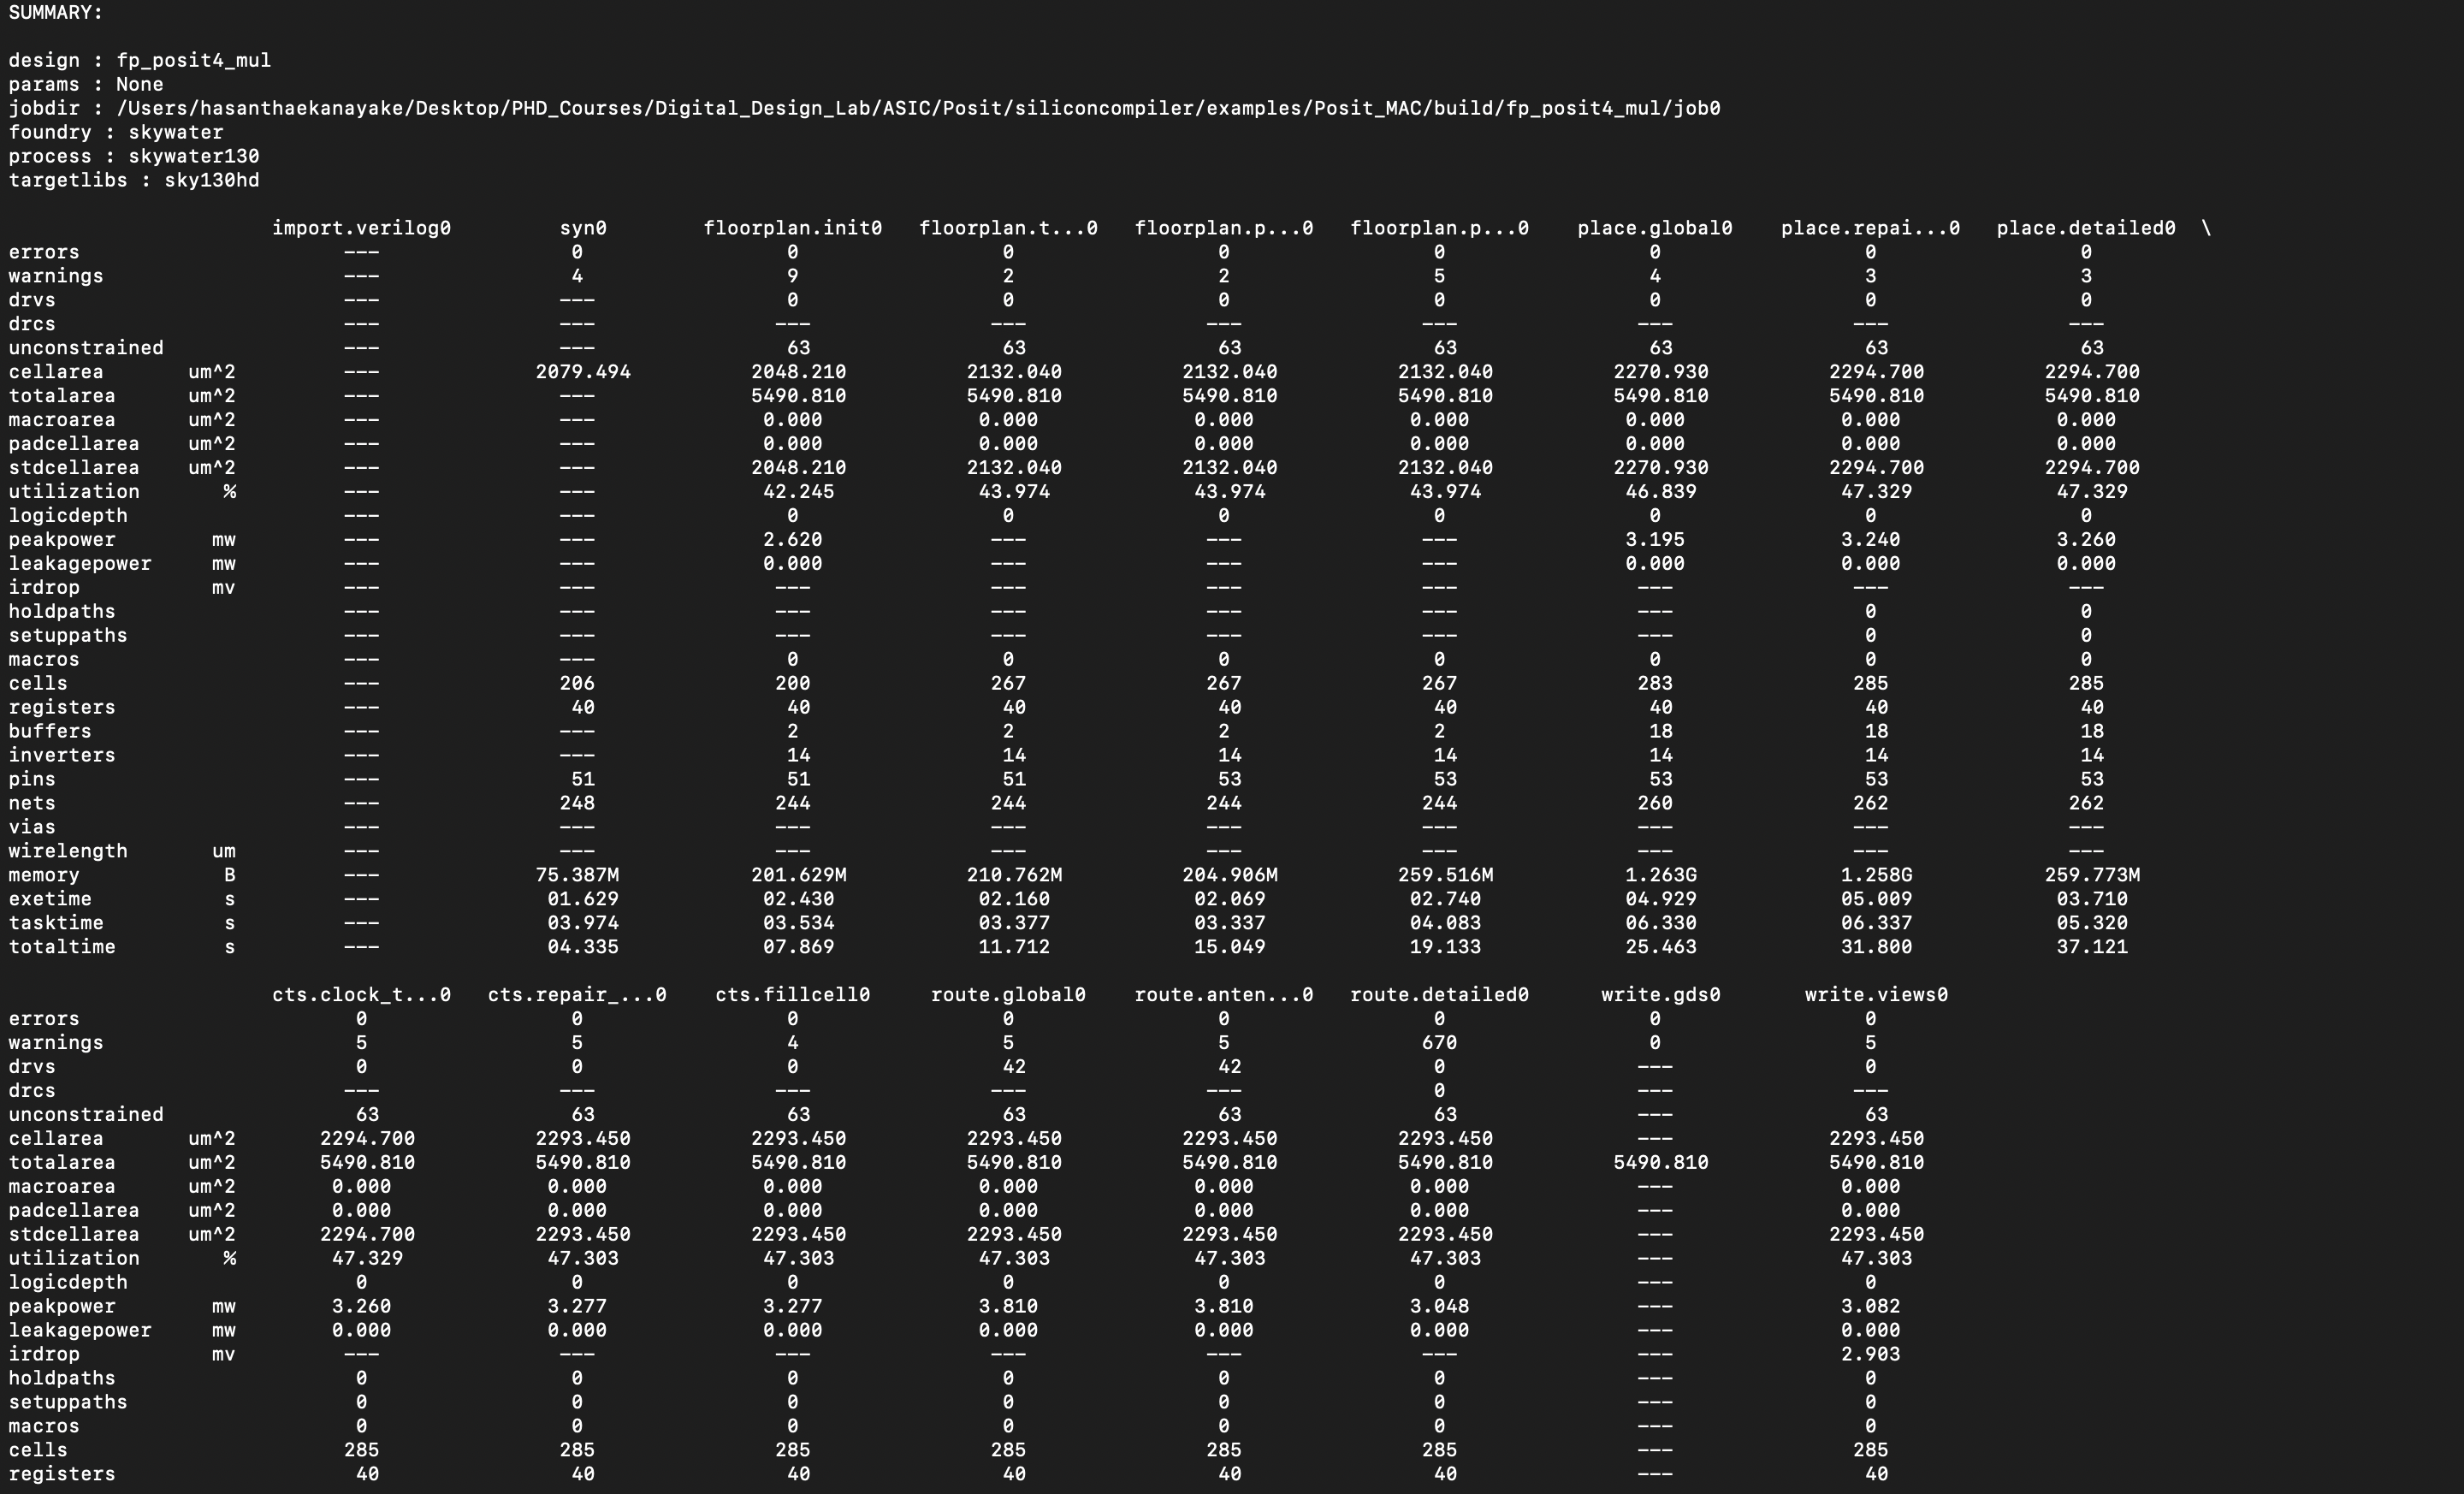 SUMMARY:
design : fp_posit4_mul
params : None
jobdir : /Users/hasanthaekanayake/Desktop/PHD_Courses/Digital_Design_Lab/ASIC/Posit/siliconcompiler/examples/Posit_MAC/build/fp_posit4_mul/job0
foundry : skywater
process : skywater130
targetlibs : sky130hd
import.verilog0 syn0 floorplan.init0 floorplan.t...0 floorplan.p...0 floorplan.p...0 place.global0 place.repai...0 place.detailed0 \
errors --- 0 0 0 0 0 0 0 0
warnings --- 4 9 2 2 5 4 3 3
drvs --- --- 0 0 0 0 0 0 0
drcs --- --- --- --- --- --- --- --- ---
unconstrained --- --- 63 63 63 63 63 63 63
cellarea um^2 --- 2079.494 2048.210 2132.040 2132.040 2132.040 2270.930 2294.700 2294.700
totalarea um^2 --- --- 5490.810 5490.810 5490.810 5490.810 5490.810 5490.810 5490.810
macroarea um^2 --- --- 0.000 0.000 0.000 0.000 0.000 0.000 0.000
padcellarea um^2 --- --- 0.000 0.000 0.000 0.000 0.000 0.000 0.000
stdcellarea um^2 --- --- 2048.210 2132.040 2132.040 2132.040 2270.930 2294.700 2294.700
utilization % --- --- 42.245 43.974 43.974 43.974 46.839 47.329 47.329
logicdepth --- --- 0 0 0 0 0 0 0
peakpower mw --- --- 2.620 --- --- --- 3.195 3.240 3.260
leakagepower mw --- --- 0.000 --- --- --- 0.000 0.000 0.000
irdrop mv --- --- --- --- --- --- --- --- ---
holdpaths --- --- --- --- --- --- --- 0 0
setuppaths --- --- --- --- --- --- --- 0 0
macros --- --- 0 0 0 0 0 0 0
cells --- 206 200 267 267 267 283 285 285
registers --- 40 40 40 40 40 40 40 40
buffers --- --- 2 2 2 2 18 18 18
inverters --- --- 14 14 14 14 14 14 14
pins --- 51 51 51 53 53 53 53 53
nets --- 248 244 244 244 244 260 262 262
vias --- --- --- --- --- --- --- --- ---
wirelength um --- --- --- --- --- --- --- --- ---
memory B --- 75.387M 201.629M 210.762M 204.906M 259.516M 1.263G 1.258G 259.773M
exetime s --- 01.629 02.430 02.160 02.069 02.740 04.929 05.009 03.710
tasktime s --- 03.974 03.534 03.377 03.337 04.083 06.330 06.337 05.320
totaltime s --- 04.335 07.869 11.712 15.049 19.133 25.463 31.800 37.121
cts.clock_t...0 cts.repair_...0 cts.fillcell0 route.global0 route.anten...0 route.detailed0 write.gds0 write.views0
errors 0 0 0 0 0 0 0 0
warnings 5 5 4 5 5 670 0 5
drvs 0 0 0 42 42 0 --- 0
drcs --- --- --- --- --- 0 --- ---
unconstrained 63 63 63 63 63 63 --- 63
cellarea um^2 2294.700 2293.450 2293.450 2293.450 2293.450 2293.450 --- 2293.450
totalarea um^2 5490.810 5490.810 5490.810 5490.810 5490.810 5490.810 5490.810 5490.810
macroarea um^2 0.000 0.000 0.000 0.000 0.000 0.000 --- 0.000
padcellarea um^2 0.000 0.000 0.000 0.000 0.000 0.000 --- 0.000
stdcellarea um^2 2294.700 2293.450 2293.450 2293.450 2293.450 2293.450 --- 2293.450
utilization % 47.329 47.303 47.303 47.303 47.303 47.303 --- 47.303
logicdepth 0 0 0 0 0 0 --- 0
peakpower mw 3.260 3.277 3.277 3.810 3.810 3.048 --- 3.082
leakagepower mw 0.000 0.000 0.000 0.000 0.000 0.000 --- 0.000
irdrop mv --- --- --- --- --- --- --- 2.903
holdpaths 0 0 0 0 0 0 --- 0
setuppaths 0 0 0 0 0 0 --- 0
macros 0 0 0 0 0 0 --- 0
cells 285 285 285 285 285 285 --- 285
registers 40 40 40 40 40 40 --- 40